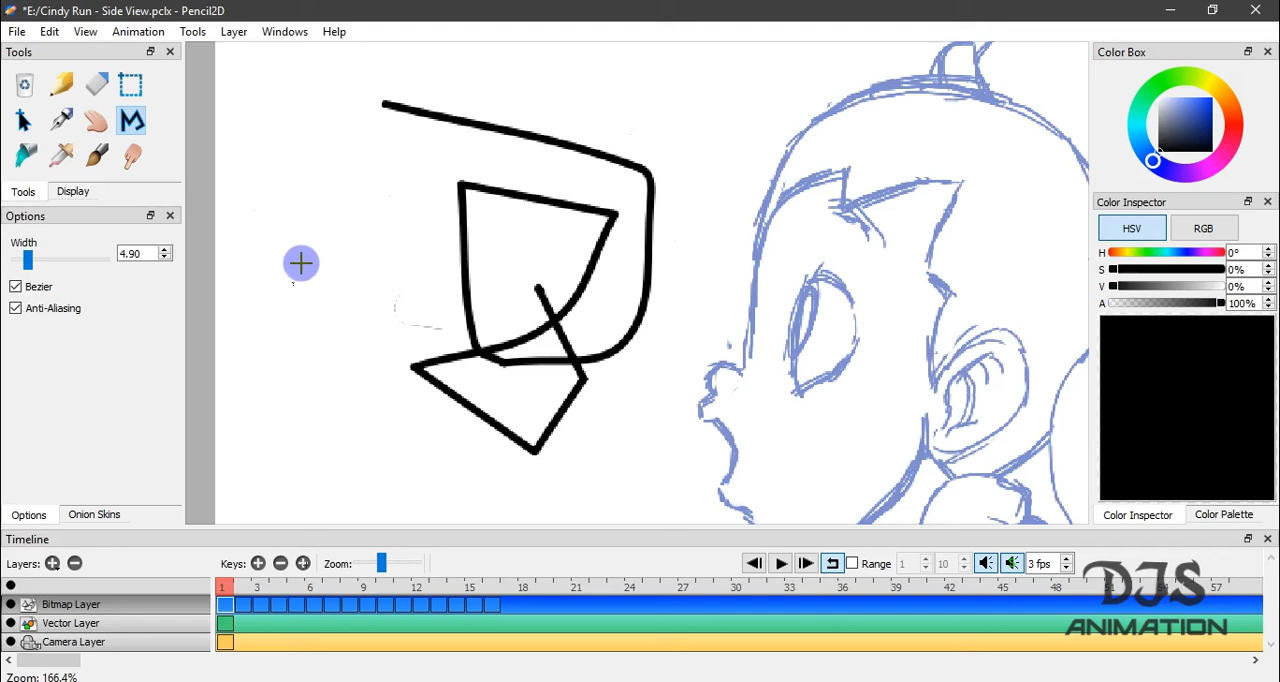 *E:/Cindy Run - Side View.pclx - Pencil2D
File Edit View Animation Tools Layer Windows Help
Tools
Tools Display
Options
Width
4.90
Bezier
Anti-Aliasing
Options Onion Skins
Color Box
Color Inspector
HSV RGB
H 0°
S 0%
V 0%
A 100%
Color Inspector Color Palette
Timeline
Layers: Keys: Zoom: Range 1 10 3 fps
1 3 6 9 12 15 18 21 24 27 30 33 36 39 42 45 48 51 54 57
Bitmap Layer
Vector Layer
Camera Layer
DJS
ANIMATION
Zoom: 166.4%